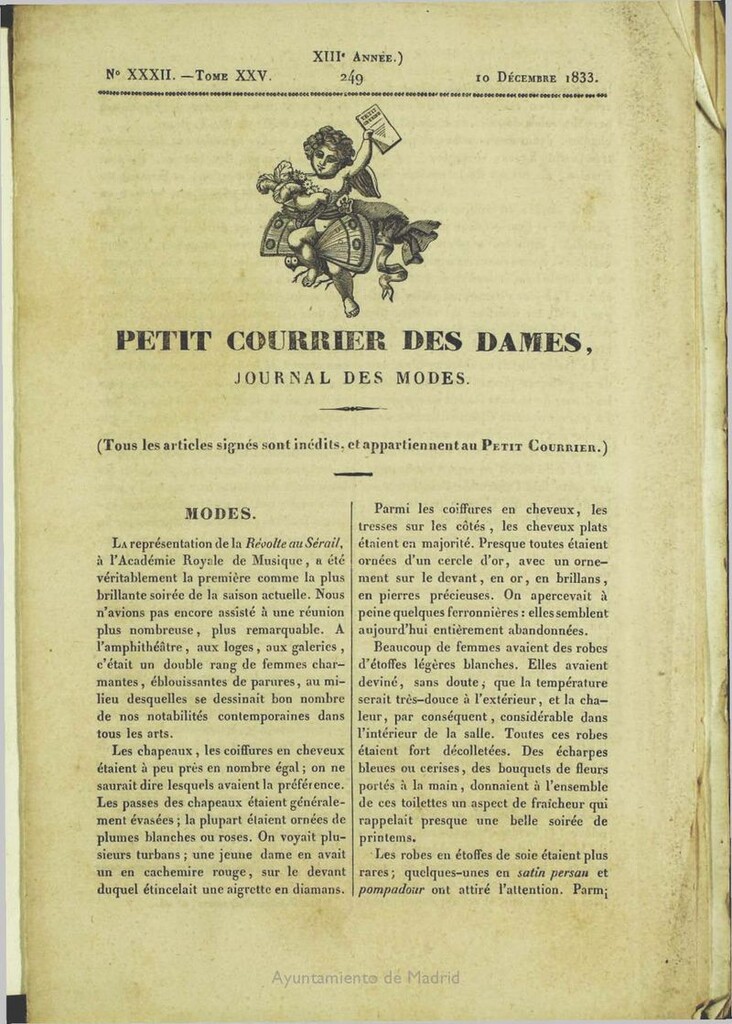 XIIIe ANNÉE.)
No XXXII. — TOME XXV. 249 10 DÉCEMBRE 1833.
PETIT COURRIER
PETIT COURRIER DES DAMES,
JOURNAL DES MODES.
(Tous les articles signés sont inédits, et appartiennent au PETIT COURRIER.)
MODES.
LA représentation de la Révolte au Sérail,
à l'Académie Royale de Musique, a été
véritablement la première comme la plus
brillante soirée de la saison actuelle. Nous
n'avions pas encore assisté à une réunion
plus nombreuse, plus remarquable. A
l'amphithéâtre, aux loges, aux galeries,
c'était un double rang de femmes char-
mantes, éblouissantes de parures, au mi-
lieu desquelles se dessinait bon nombre
de nos notabilités contemporaines dans
tous les arts.
Les chapeaux, les coiffures en cheveux
étaient à peu près en nombre égal; on ne
saurait dire lesquels avaient la préférence.
Les passes des chapeaux étaient générale-
ment évasées; la plupart étaient ornées de
plumes blanches ou roses. On voyait plu-
sieurs turbans; une jeune dame en avait
un en cachemire rouge, sur le devant
duquel étincelait une aigrette en diamans.
Parmi les coiffures en cheveux, les
tresses sur les côtés, les cheveux plats
étaient en majorité. Presque toutes étaient
ornées d'un cercle d'or, avec un orne-
ment sur le devant, en or, en brillans,
en pierres précieuses. On apercevait à
peine quelques ferronnières : elles semblent
aujourd'hui entièrement abandonnées.
Beaucoup de femmes avaient des robes
d'étoffes légères blanches. Elles avaient
deviné, sans doute, que la température
serait très-douce à l'extérieur, et la cha-
leur, par conséquent, considérable dans
l'intérieur de la salle. Toutes ces robes
étaient fort décolletées. Des écharpes
bleues ou cerises, des bouquets de fleurs
portés à la main, donnaient à l'ensemble
de ces toilettes un aspect de fraîcheur qui
rappelait presque une belle soirée de
printems.
Les robes en étoffes de soie étaient plus
rares; quelques-unes en satin persan et
pompadour ont attiré l'attention. Parmi
Ayuntamiento de Madrid